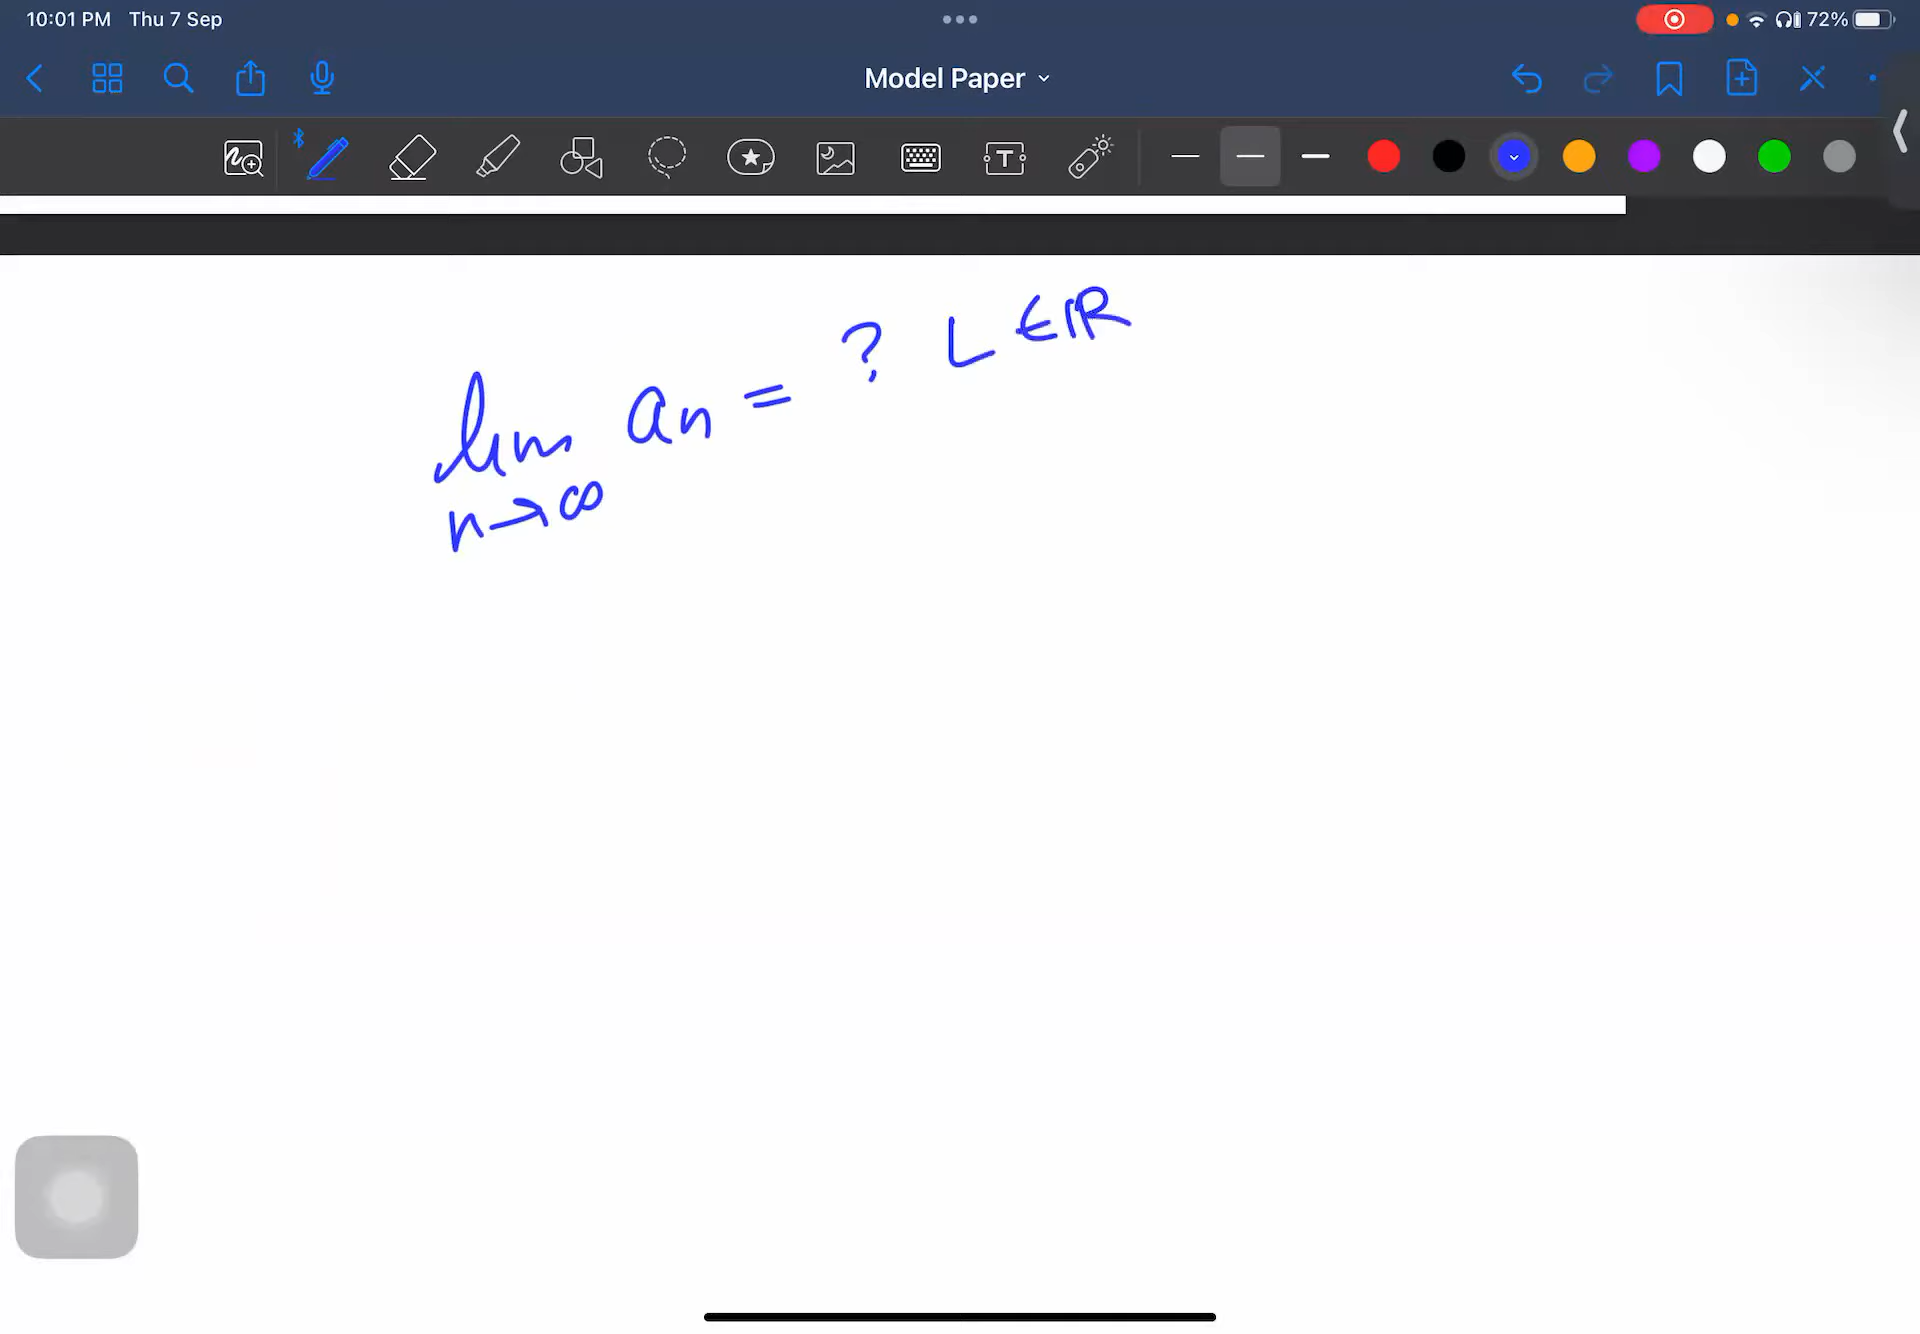 10:01 PM Thu 7 Sep
72%
Model Paper
T
lim an = ? L ∈ ℝ
n→∞